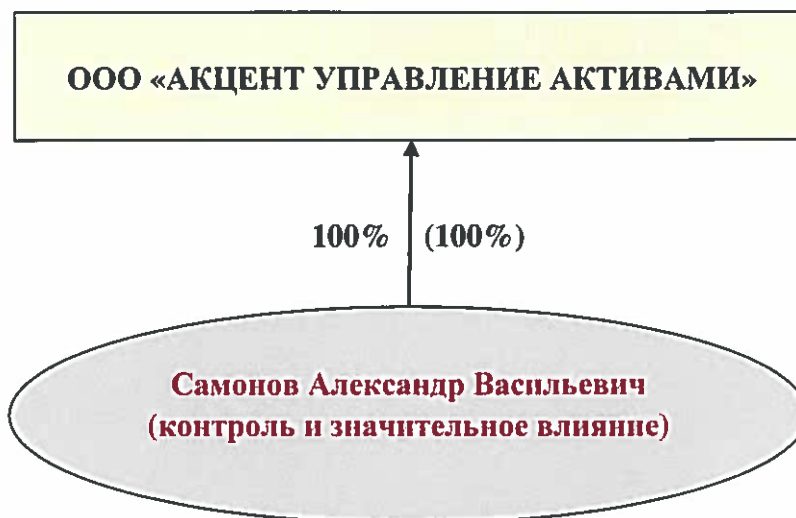 ООО «АКЦЕНТ УПРАВЛЕНИЕ АКТИВАМИ»
100% (100%)
Самонов Александр Васильевич
(контроль и значительное влияние)